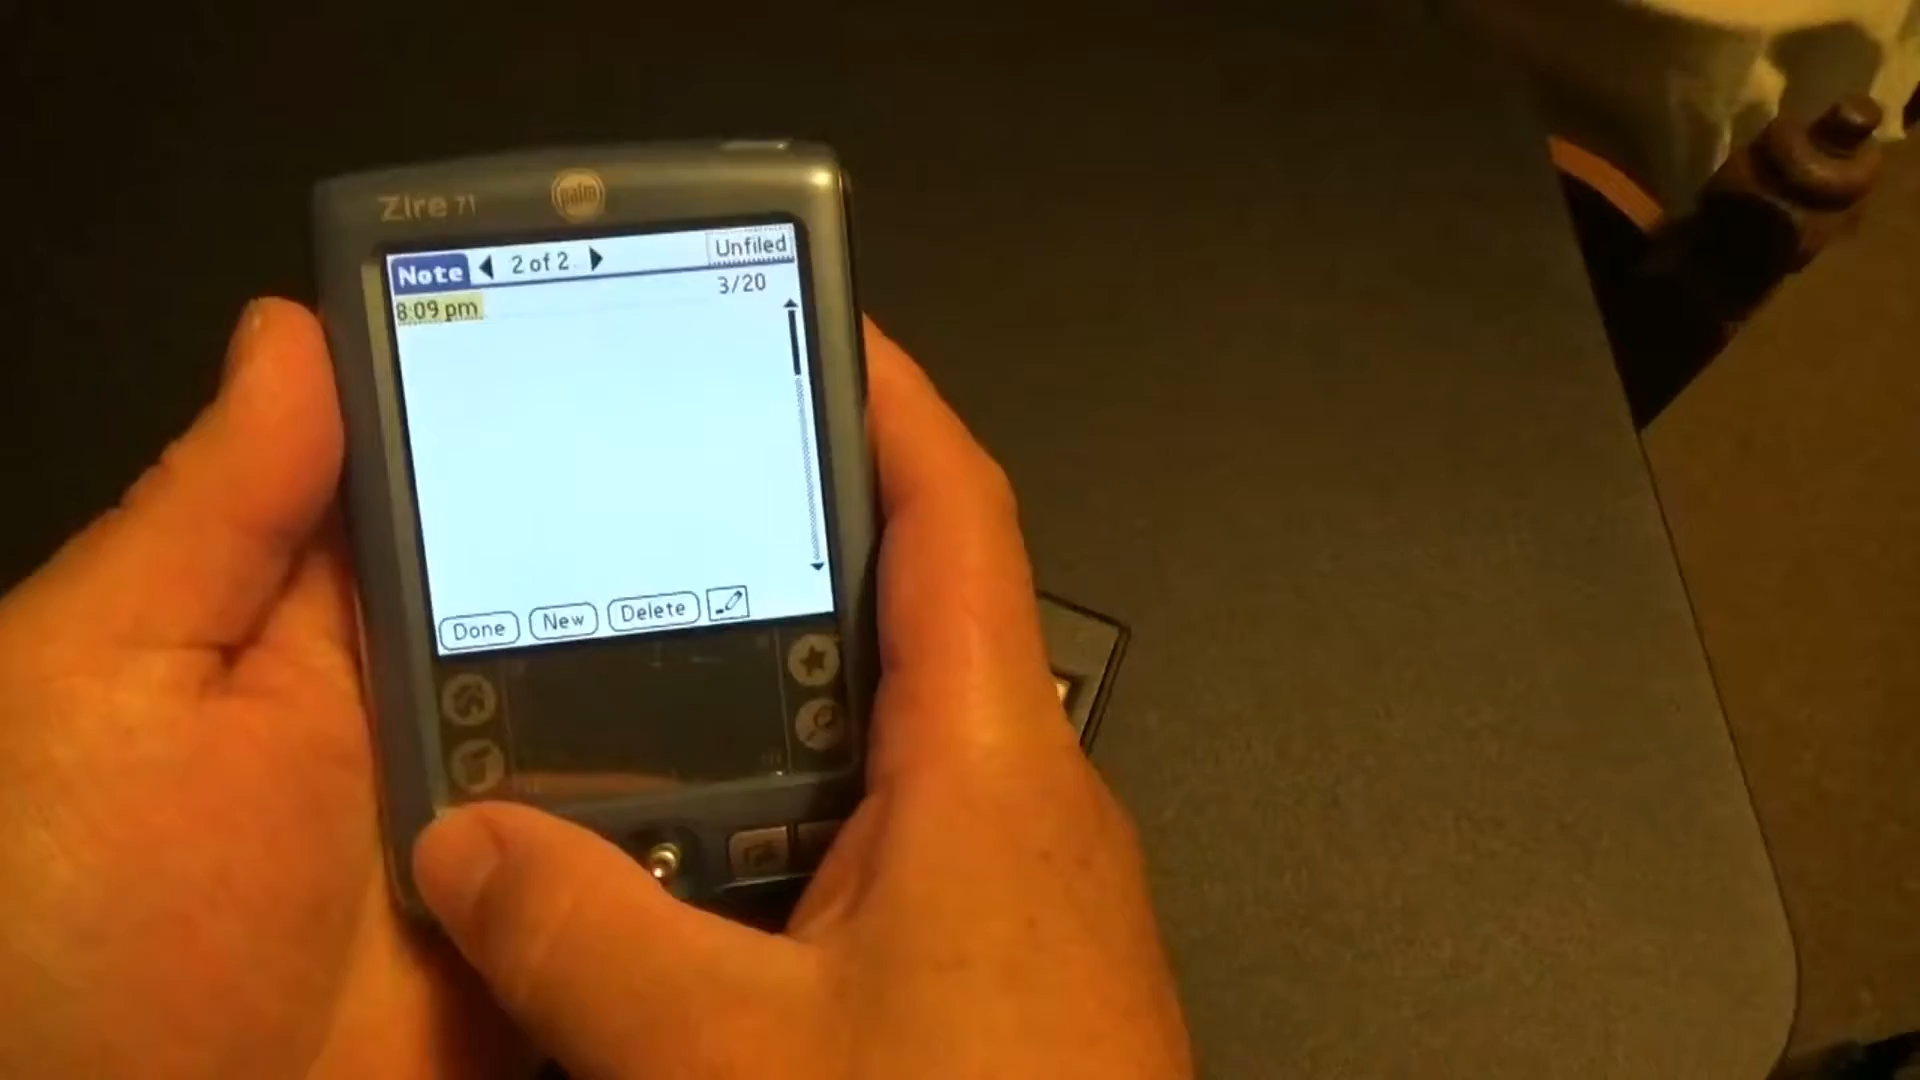 Zire 71
palm
Note 2 of 2 Unfiled
3/20
8:09 pm
Done New Delete